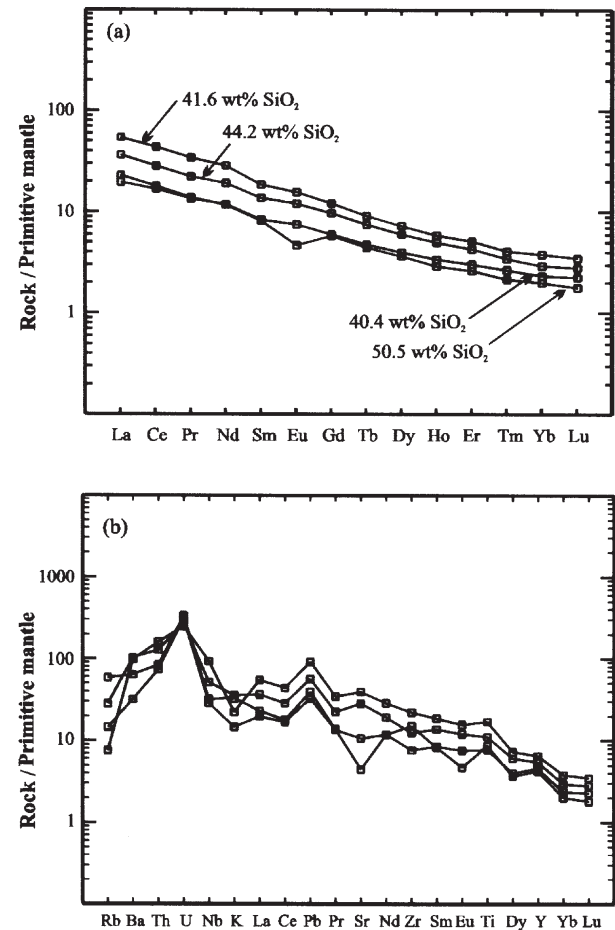 (a)
41.6 wt% SiO₂
44.2 wt% SiO₂
40.4 wt% SiO₂
50.5 wt% SiO₂
100
10
1
Rock / Primitive mantle
La Ce Pr Nd Sm Eu Gd Tb Dy Ho Er Tm Yb Lu
(b)
1000
100
10
1
Rock / Primitive mantle
Rb Ba Th U Nb K La Ce Pb Pr Sr Nd Zr Sm Eu Ti Dy Y Yb Lu